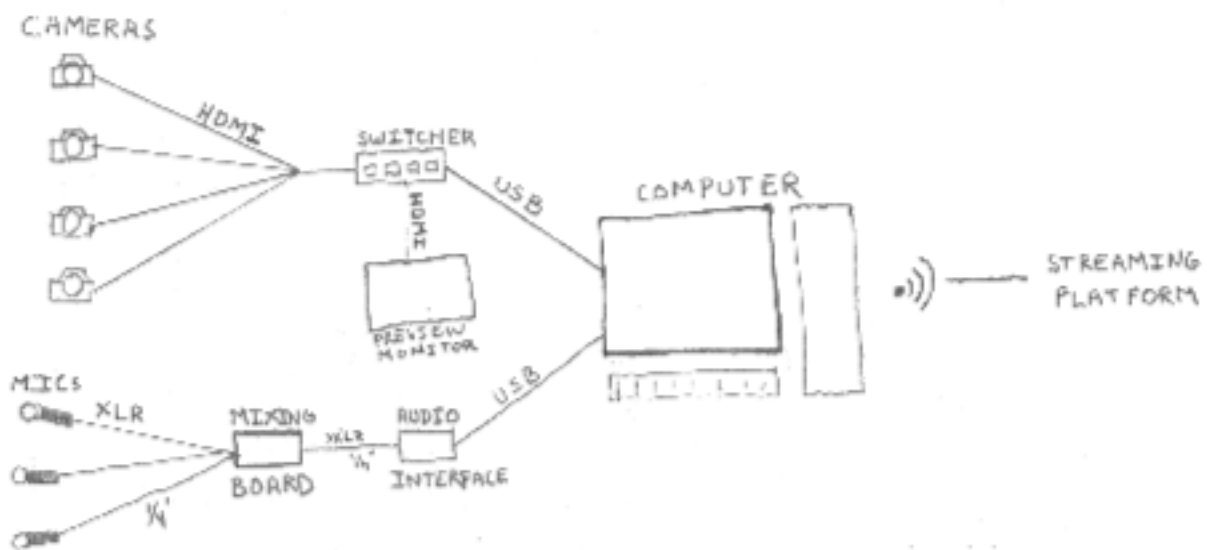 CAMERAS
HDMI
SWITCHER
HDMI
PREVIEW
MONITOR
USB
COMPUTER
STREAMING
PLATFORM
MICs
XLR
1/4"
MIXING
BOARD
XLR
1/4"
AUDIO
INTERFACE
USB